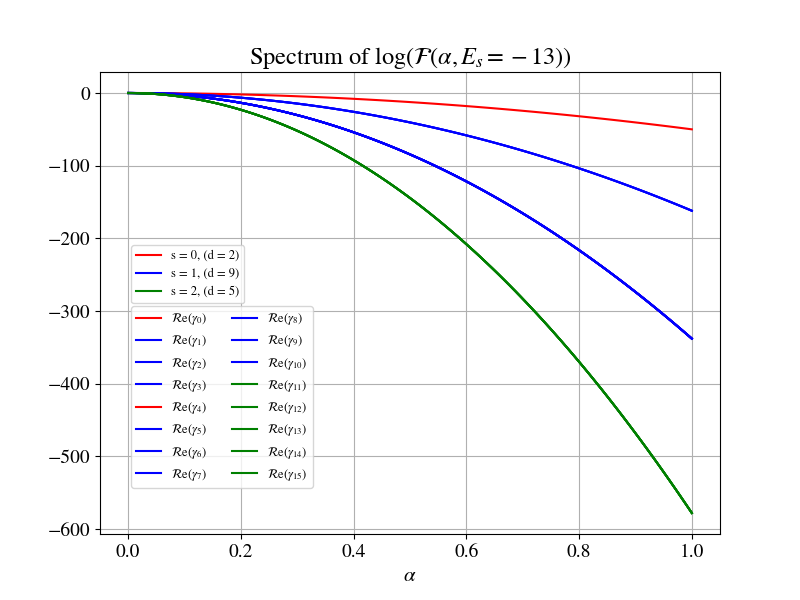 Spectrum of log(ℱ(α, E_s = −13))
0
−100
−200
−300
−400
−500
−600
s = 0, (d = 2)
s = 1, (d = 9)
s = 2, (d = 5)
ℛe(γ₀) ℛe(γ₈)
ℛe(γ₁) ℛe(γ₉)
ℛe(γ₂) ℛe(γ₁₀)
ℛe(γ₃) ℛe(γ₁₁)
ℛe(γ₄) ℛe(γ₁₂)
ℛe(γ₅) ℛe(γ₁₃)
ℛe(γ₆) ℛe(γ₁₄)
ℛe(γ₇) ℛe(γ₁₅)
0.0 0.2 0.4 0.6 0.8 1.0
α